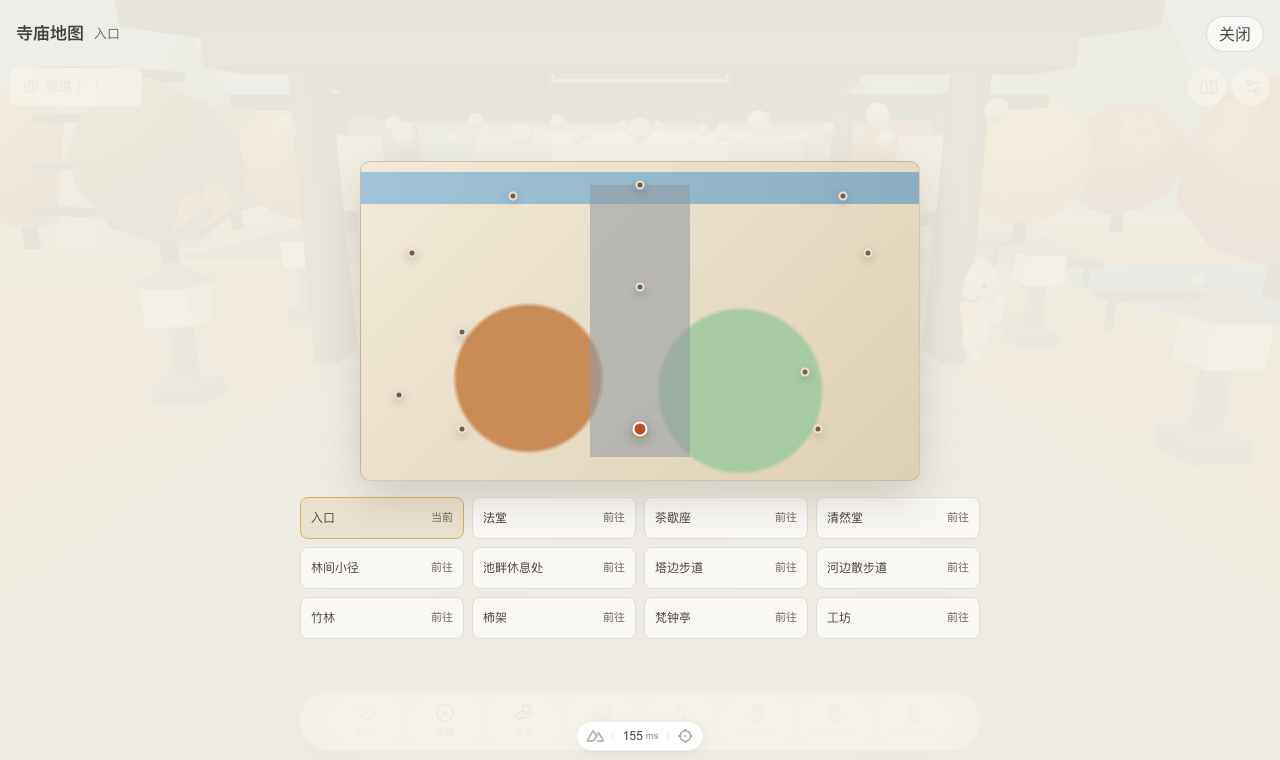 寺庙地图 入口
关闭
频道 1
入口 当前
法堂 前往
茶歇座 前往
清然堂 前往
林间小径 前往
池畔休息处 前往
塔边步道 前往
河边散步道 前往
竹林 前往
柿架 前往
梵钟亭 前往
工坊 前往
155 ms